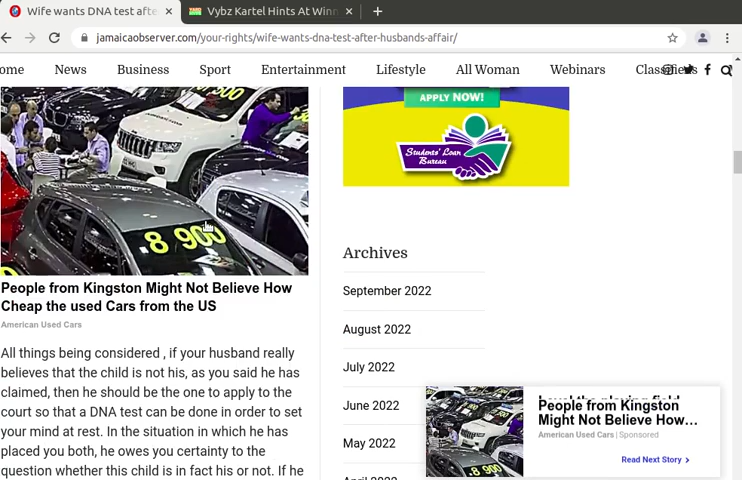 Wife wants DNA test afte
Vybz Kartel Hints At Winn
jamaicaobserver.com/your-rights/wife-wants-dna-test-after-husbands-affair/
ome News Business Sport Entertainment Lifestyle All Woman Webinars Classifieds
APPLY NOW!
Students' Loan
Bureau
8 900
People from Kingston Might Not Believe How
Cheap the used Cars from the US
American Used Cars
All things being considered , if your husband really
believes that the child is not his, as you said he has
claimed, then he should be the one to apply to the
court so that a DNA test can be done in order to set
your mind at rest. In the situation in which he has
placed you both, he owes you certainty to the
question whether this child is in fact his or not. If he
Archives
September 2022
August 2022
July 2022
June 2022
May 2022
April 2022
People from Kingston
Might Not Believe How...
American Used Cars | Sponsored
Read Next Story
8 900